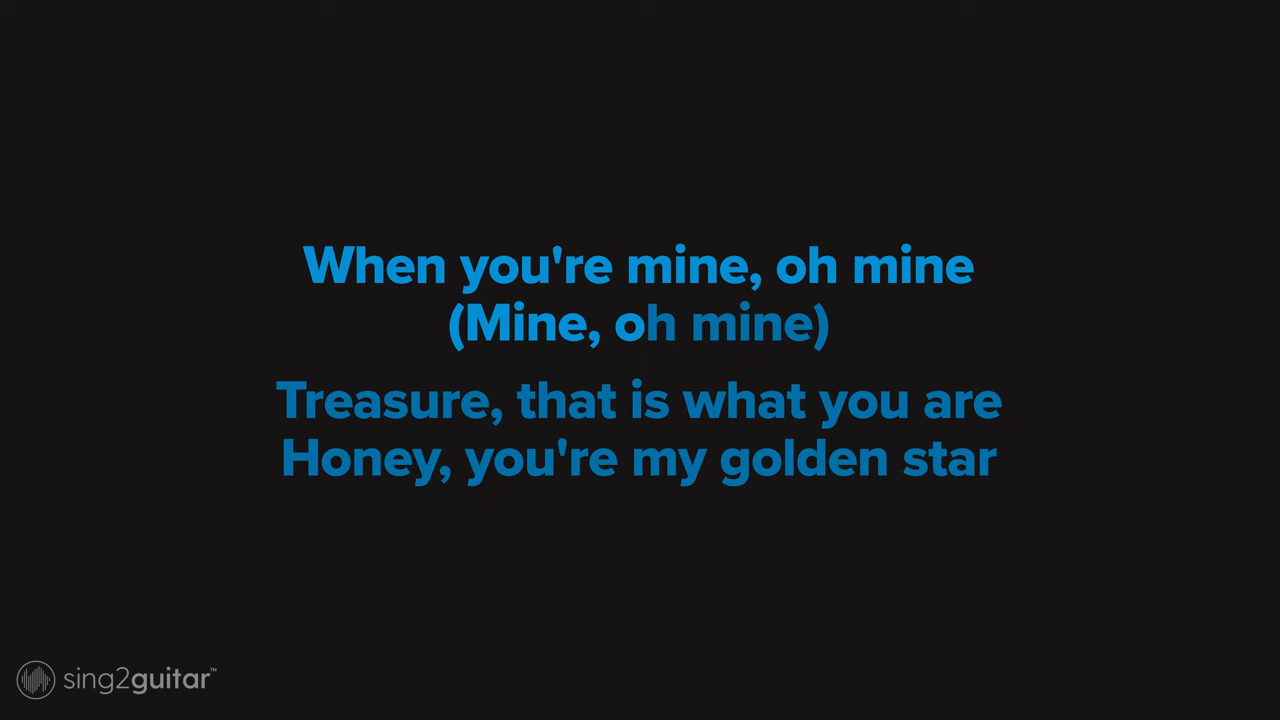 When you're mine, oh mine
(Mine, oh mine)
Treasure, that is what you are
Honey, you're my golden star
sing2guitar™